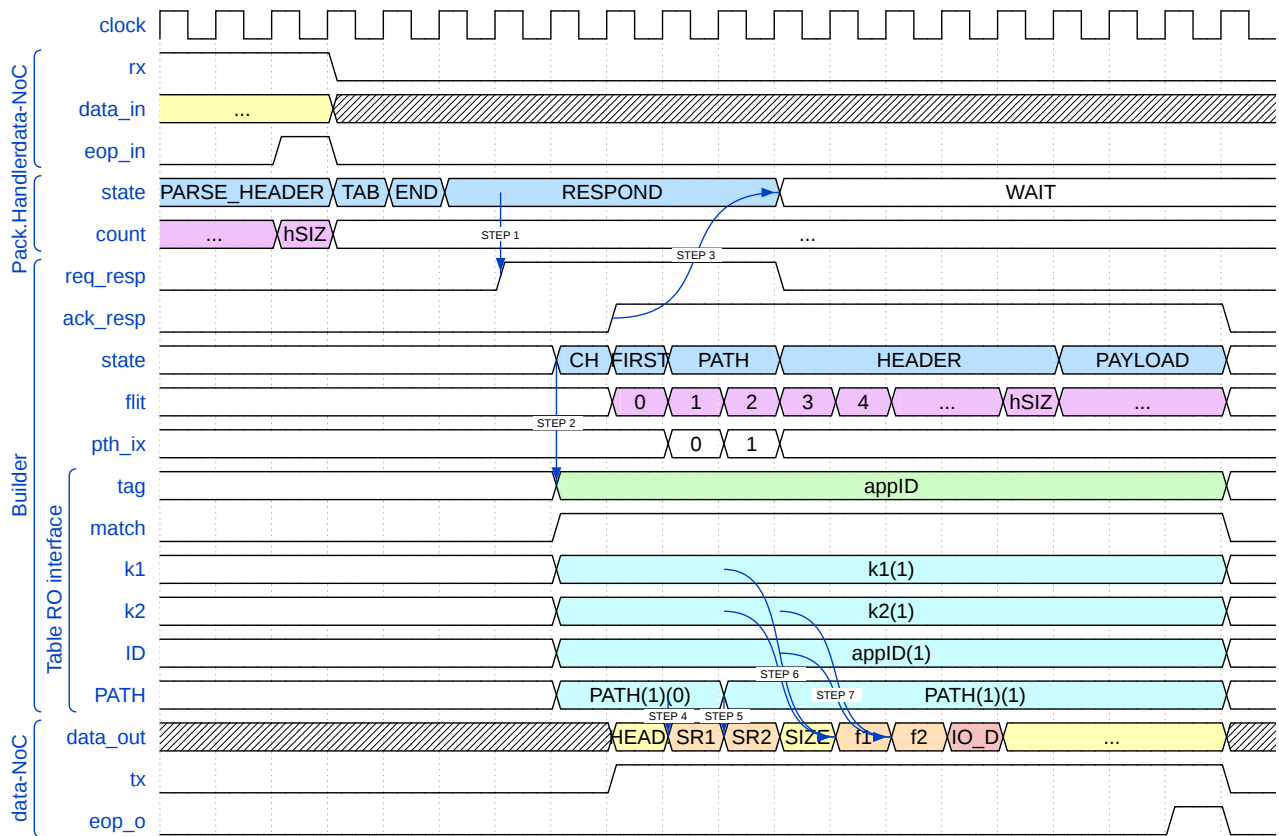 clock
rx
data_in ...
eop_in
state PARSE_HEADER TAB END RESPOND WAIT
count ... hSIZ ...
STEP 1
STEP 3
req_resp
ack_resp
state CH FIRST PATH HEADER PAYLOAD
flit 0 1 2 3 4 ... hSIZ ...
STEP 2
pth_ix 0 1
tag appID
match
k1 k1(1)
k2 k2(1)
ID appID(1)
STEP 6
PATH PATH(1)(0) PATH(1)(1)
STEP 7
STEP 4 STEP 5
data_out HEAD SR1 SR2 SIZE f1 f2 IO_D ...
tx
eop_o
data-NoC
Pack.Handler
Builder
Table RO interface
data-NoC